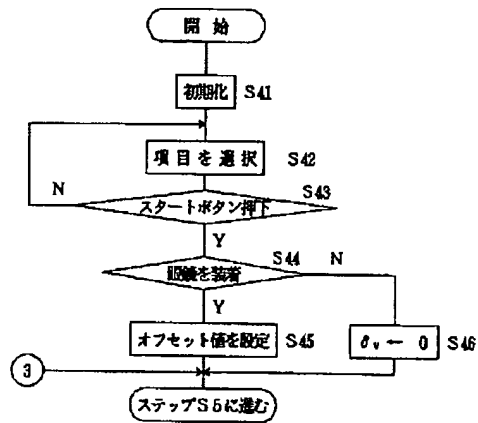 開始
初期化 S41
項目を選択 S42
S43
N スタートボタン押下
Y
S44 N
眼鏡を装着
Y
オフセット値を設定 S45
θv ← 0 S46
3
ステップS5に進む